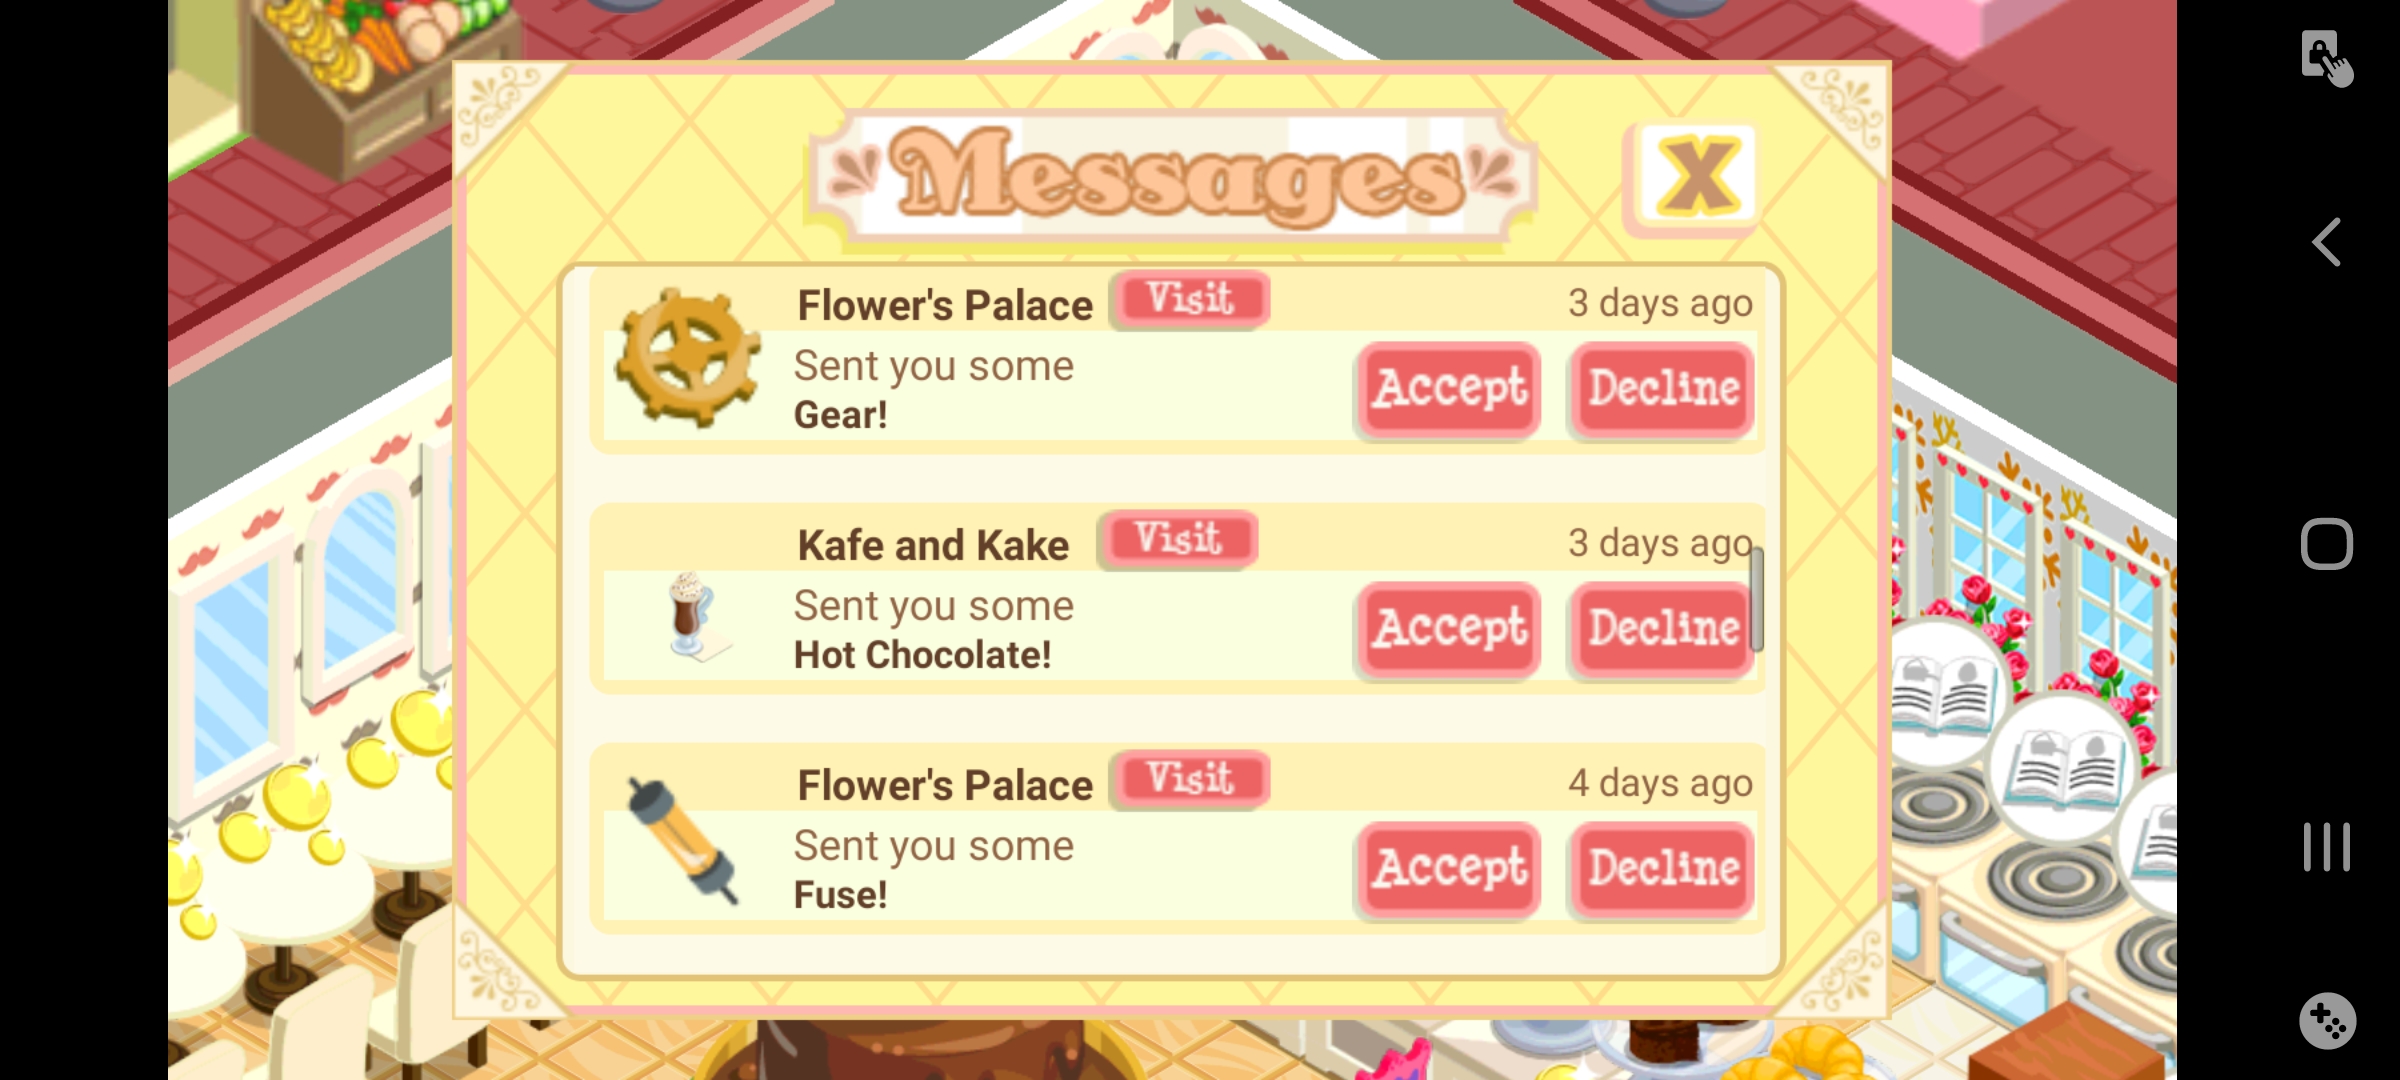 Messages
X
Flower's Palace Visit 3 days ago
Sent you some
Gear!
Accept Decline
Kafe and Kake Visit 3 days ago
Sent you some
Hot Chocolate!
Accept Decline
Flower's Palace Visit 4 days ago
Sent you some
Fuse!
Accept Decline